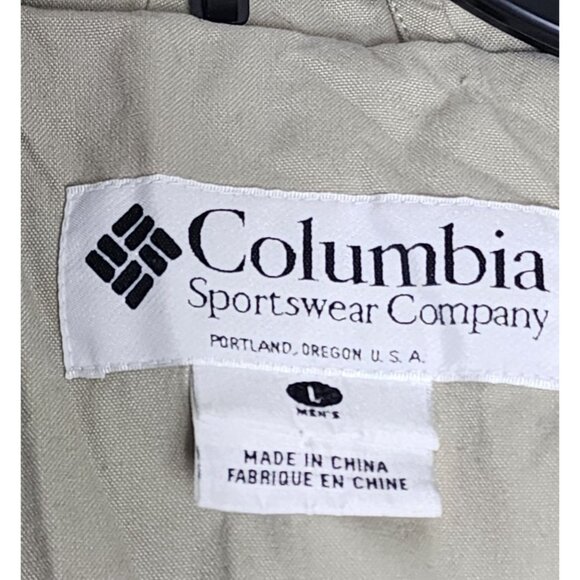 Columbia
Sportswear Company
PORTLAND, OREGON U.S.A.
L
MEN'S
MADE IN CHINA
FABRIQUE EN CHINE